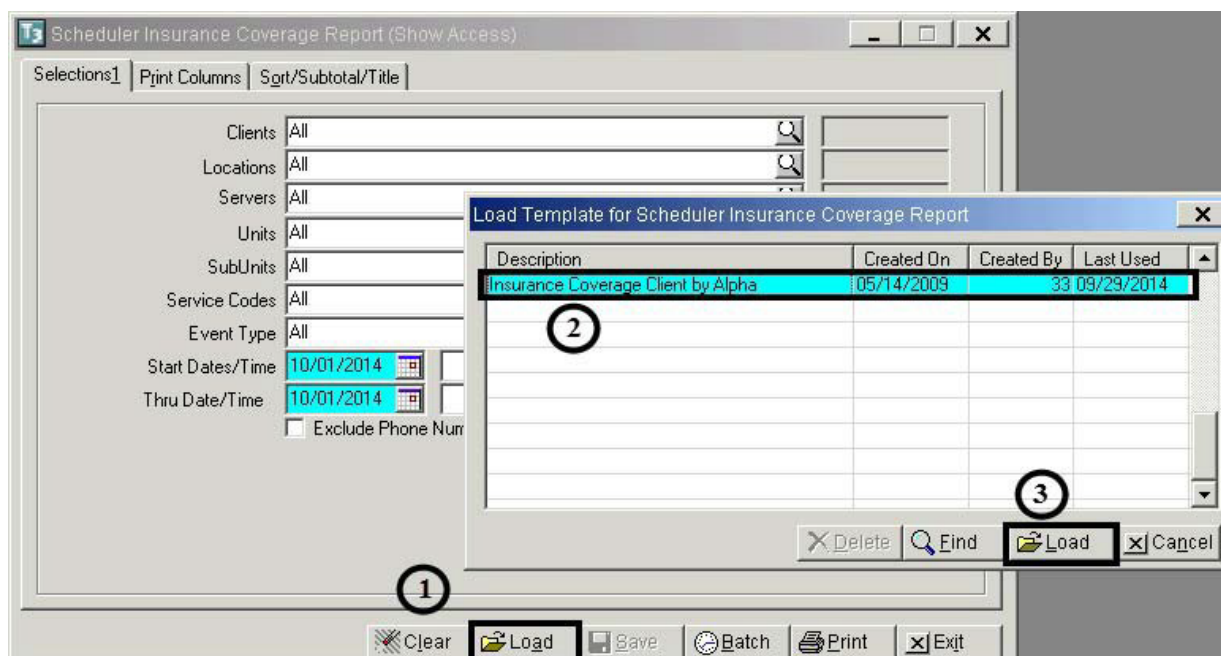 T3 Scheduler Insurance Coverage Report (Show Access)
Selections1 Print Columns Sort/Subtotal/Title
Clients All
Locations All
Servers All
Units All
SubUnits All
Service Codes All
Event Type All
Start Dates/Time 10/01/2014
Thru Date/Time 10/01/2014
Exclude Phone Num
Load Template for Scheduler Insurance Coverage Report
Description Created On Created By Last Used
Insurance Coverage Client by Alpha 05/14/2009 33 09/29/2014
2
3
Delete Find Load Cancel
1
Clear Load Save Batch Print Exit